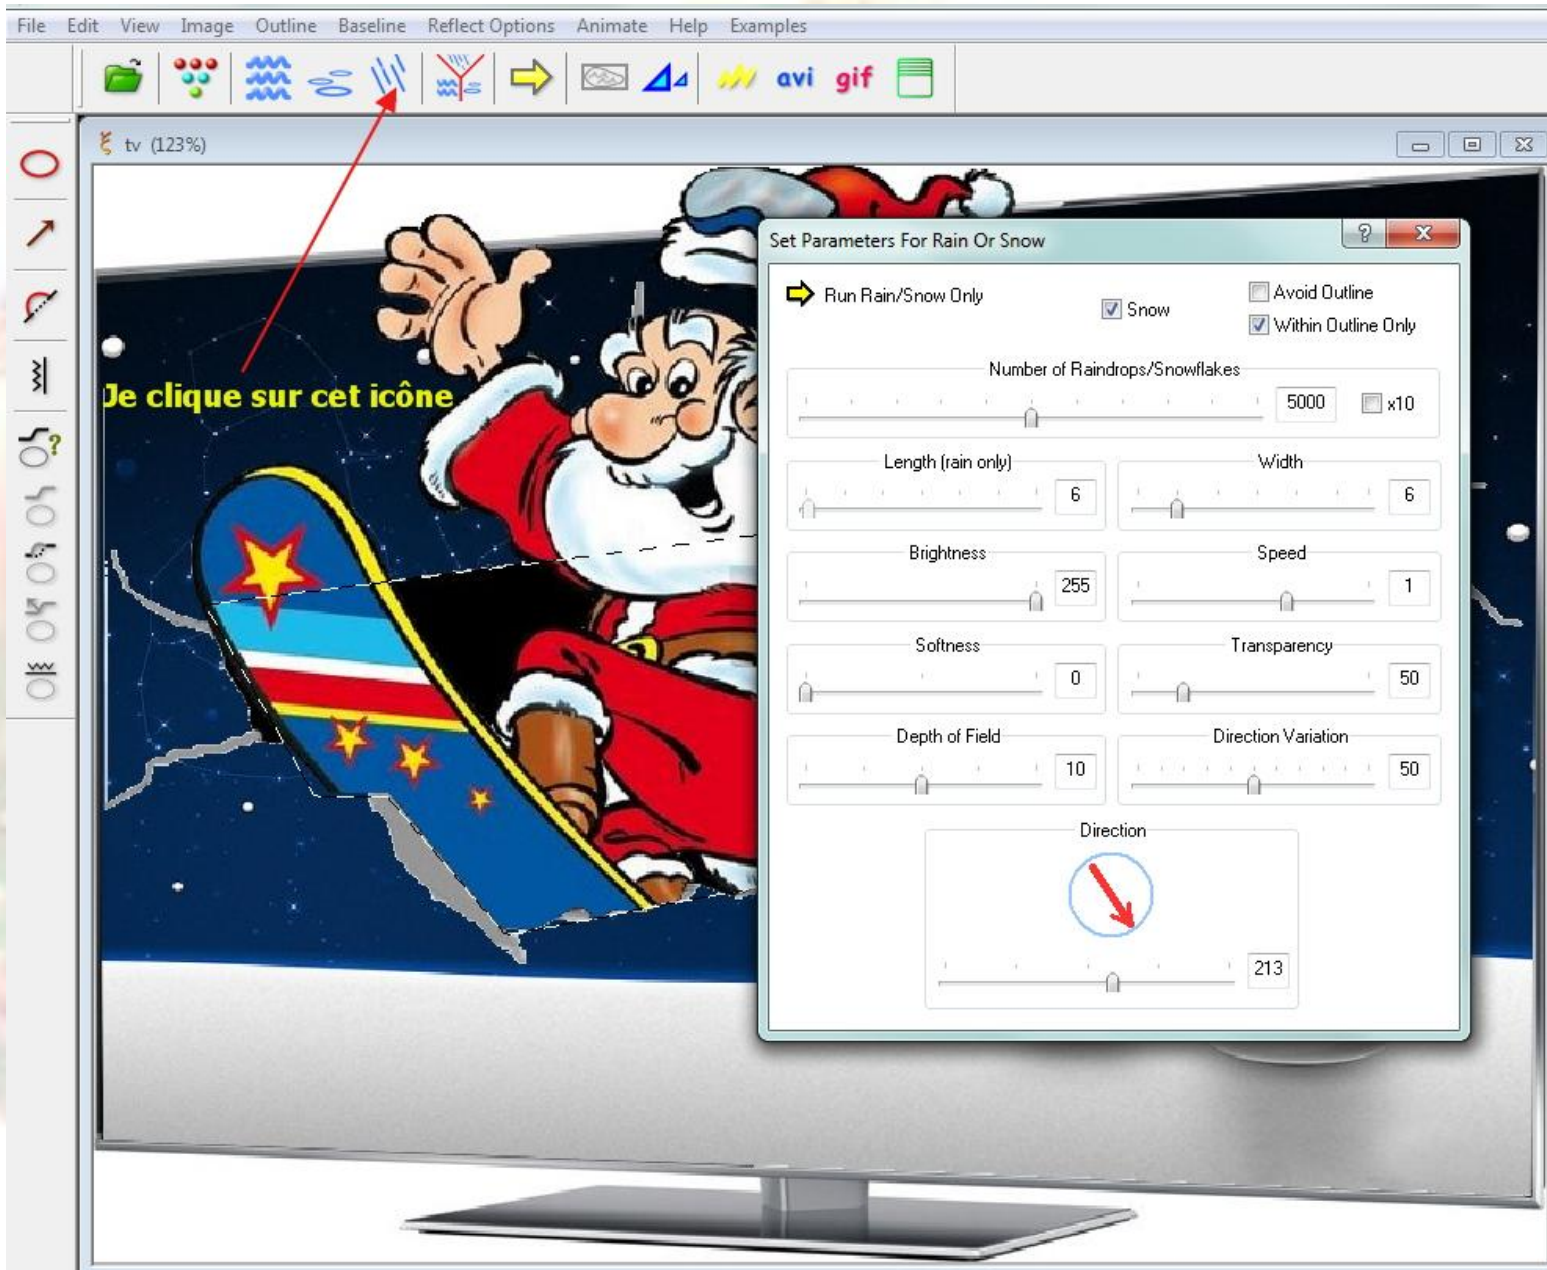 File Edit View Image Outline Baseline Reflect Options Animate Help Examples
avi gif
tv (123%)
Je clique sur cet icône
Set Parameters For Rain Or Snow
?
Run Rain/Snow Only
Snow
Avoid Outline
Within Outline Only
Number of Raindrops/Snowflakes
5000
x10
Length (rain only)
6
Width
6
Brightness
255
Speed
1
Softness
0
Transparency
50
Depth of Field
10
Direction Variation
50
Direction
213
?